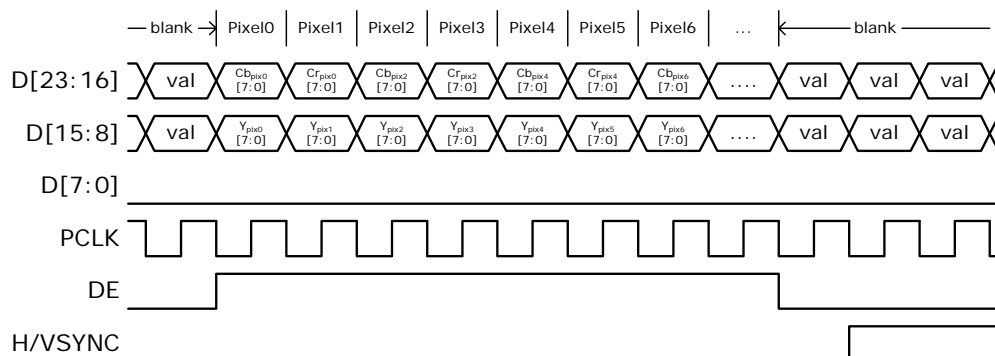 blank Pixel0 Pixel1 Pixel2 Pixel3 Pixel4 Pixel5 Pixel6 ... blank
D[23:16] val Cbpix0 [7:0] Crpix0 [7:0] Cbpix2 [7:0] Crpix2 [7:0] Cbpix4 [7:0] Crpix4 [7:0] Cbpix6 [7:0] .... val val val
D[15:8] val Ypix0 [7:0] Ypix1 [7:0] Ypix2 [7:0] Ypix3 [7:0] Ypix4 [7:0] Ypix5 [7:0] Ypix6 [7:0] .... val val val
D[7:0]
PCLK
DE
H/VSYNC